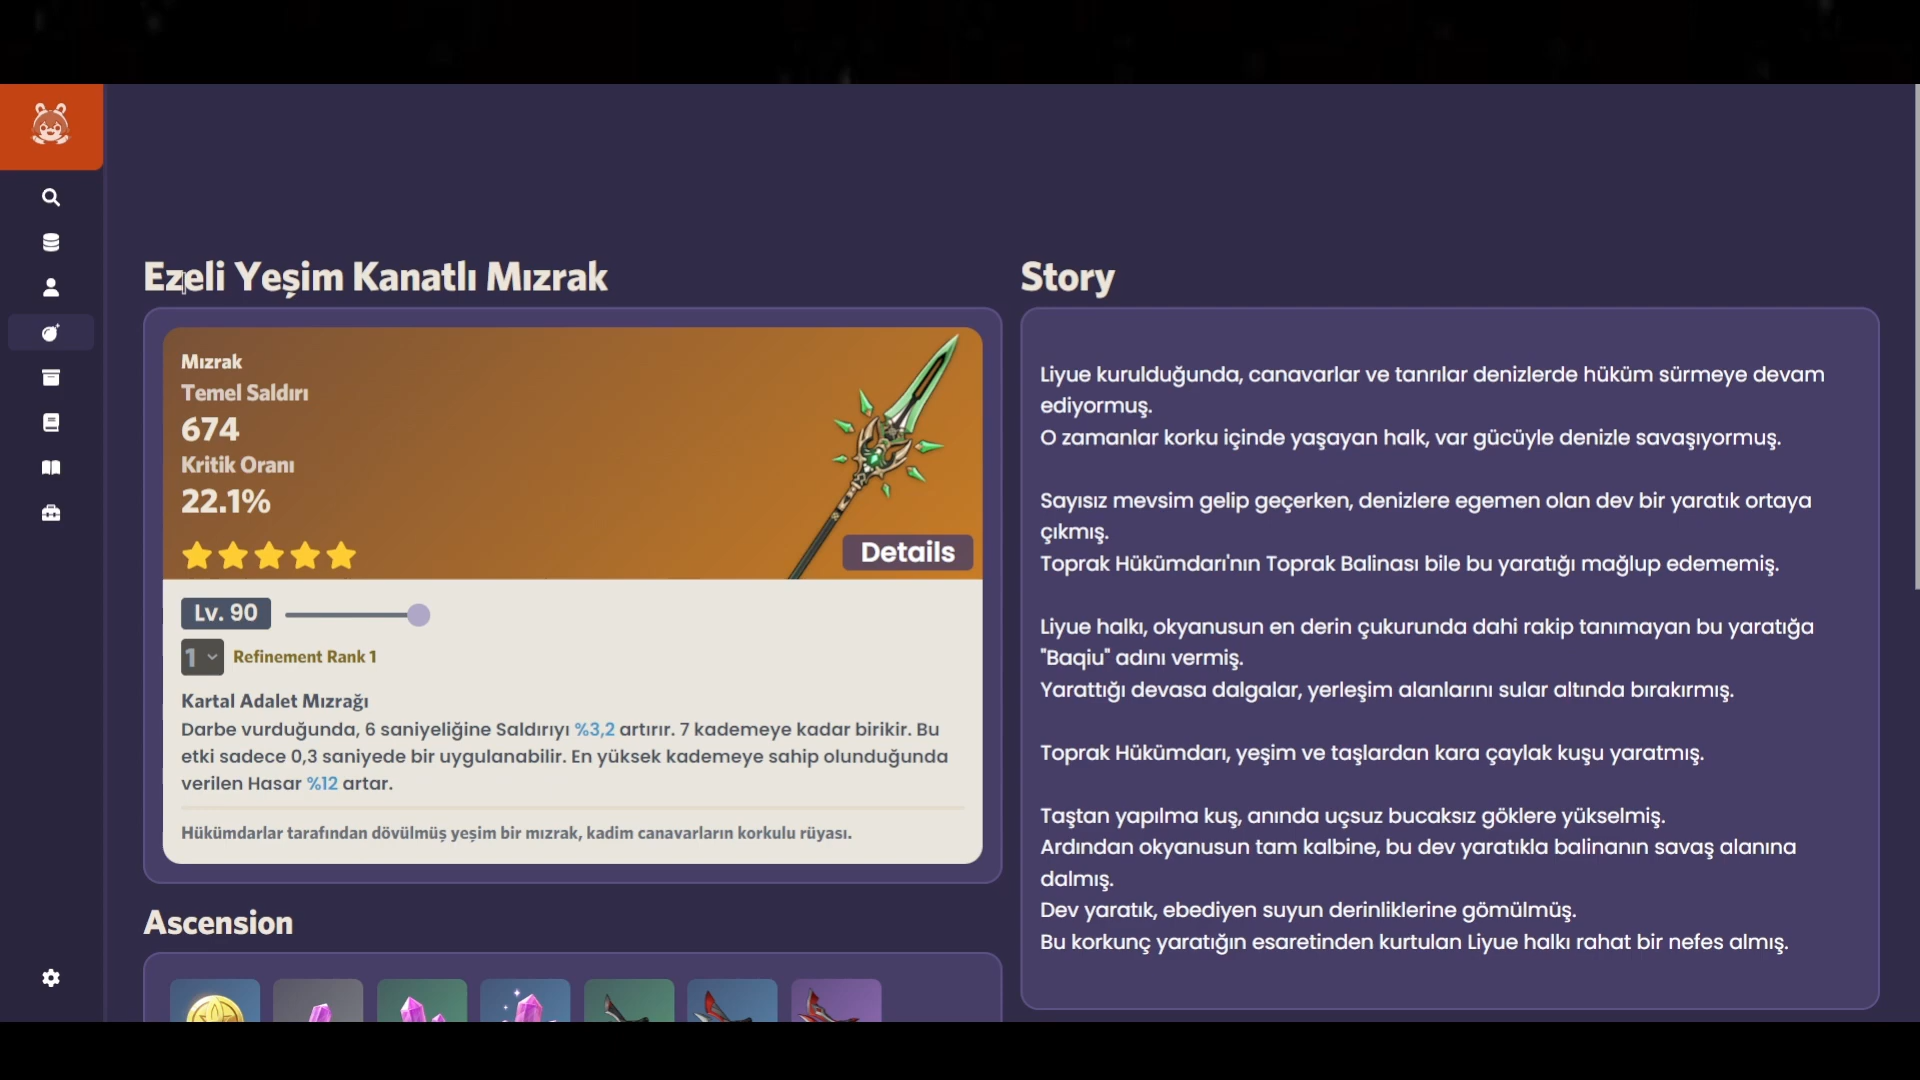 Ezeli Yeşim Kanatlı Mızrak
Mızrak
Temel Saldırı
674
Kritik Oranı
22.1%
Details
Lv. 90
1 Refinement Rank 1
Kartal Adalet Mızrağı
Darbe vurduğunda, 6 saniyeliğine Saldırıyı %3,2 artırır. 7 kademeye kadar birikir. Bu
etki sadece 0,3 saniyede bir uygulanabilir. En yüksek kademeye sahip olunduğunda
verilen Hasar %12 artar.
Hükümdarlar tarafından dövülmüş yeşim bir mızrak, kadim canavarların korkulu rüyası.
Ascension
Story
Liyue kurulduğunda, canavarlar ve tanrılar denizlerde hüküm sürmeye devam
ediyormuş.
O zamanlar korku içinde yaşayan halk, var gücüyle denizle savaşıyormuş.
Sayısız mevsim gelip geçerken, denizlere egemen olan dev bir yaratık ortaya
çıkmış.
Toprak Hükümdarı'nın Toprak Balinası bile bu yaratığı mağlup edememiş.
Liyue halkı, okyanusun en derin çukurunda dahi rakip tanımayan bu yaratığa
"Baqiu" adını vermiş.
Yarattığı devasa dalgalar, yerleşim alanlarını sular altında bırakırmış.
Toprak Hükümdarı, yeşim ve taşlardan kara çaylak kuşu yaratmış.
Taştan yapılma kuş, anında uçsuz bucaksız göklere yükselmiş.
Ardından okyanusun tam kalbine, bu dev yaratıkla balinanın savaş alanına
dalmış.
Dev yaratık, ebediyen suyun derinliklerine gömülmüş.
Bu korkunç yaratığın esaretinden kurtulan Liyue halkı rahat bir nefes almış.